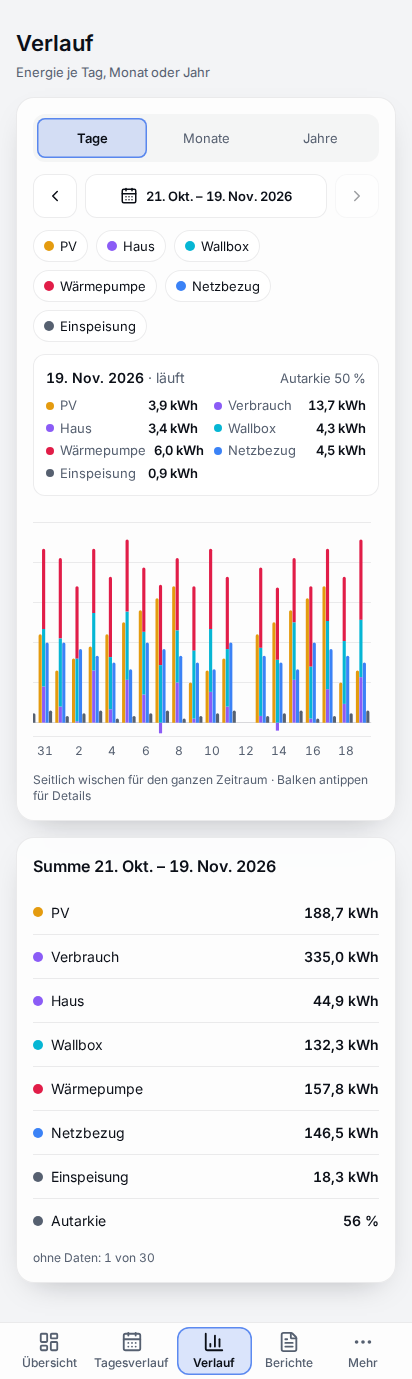 Verlauf
Energie je Tag, Monat oder Jahr
Tage Monate Jahre
21. Okt. – 19. Nov. 2026
PV Haus Wallbox
Wärmepumpe Netzbezug
Einspeisung
19. Nov. 2026 · läuft Autarkie 50 %
PV 3,9 kWh Verbrauch 13,7 kWh
Haus 3,4 kWh Wallbox 4,3 kWh
Wärmepumpe 6,0 kWh Netzbezug 4,5 kWh
Einspeisung 0,9 kWh
31 2 4 6 8 10 12 14 16 18
Seitlich wischen für den ganzen Zeitraum · Balken antippen
für Details
Summe 21. Okt. – 19. Nov. 2026
PV 188,7 kWh
Verbrauch 335,0 kWh
Haus 44,9 kWh
Wallbox 132,3 kWh
Wärmepumpe 157,8 kWh
Netzbezug 146,5 kWh
Einspeisung 18,3 kWh
Autarkie 56 %
ohne Daten: 1 von 30
Übersicht Tagesverlauf Verlauf Berichte Mehr